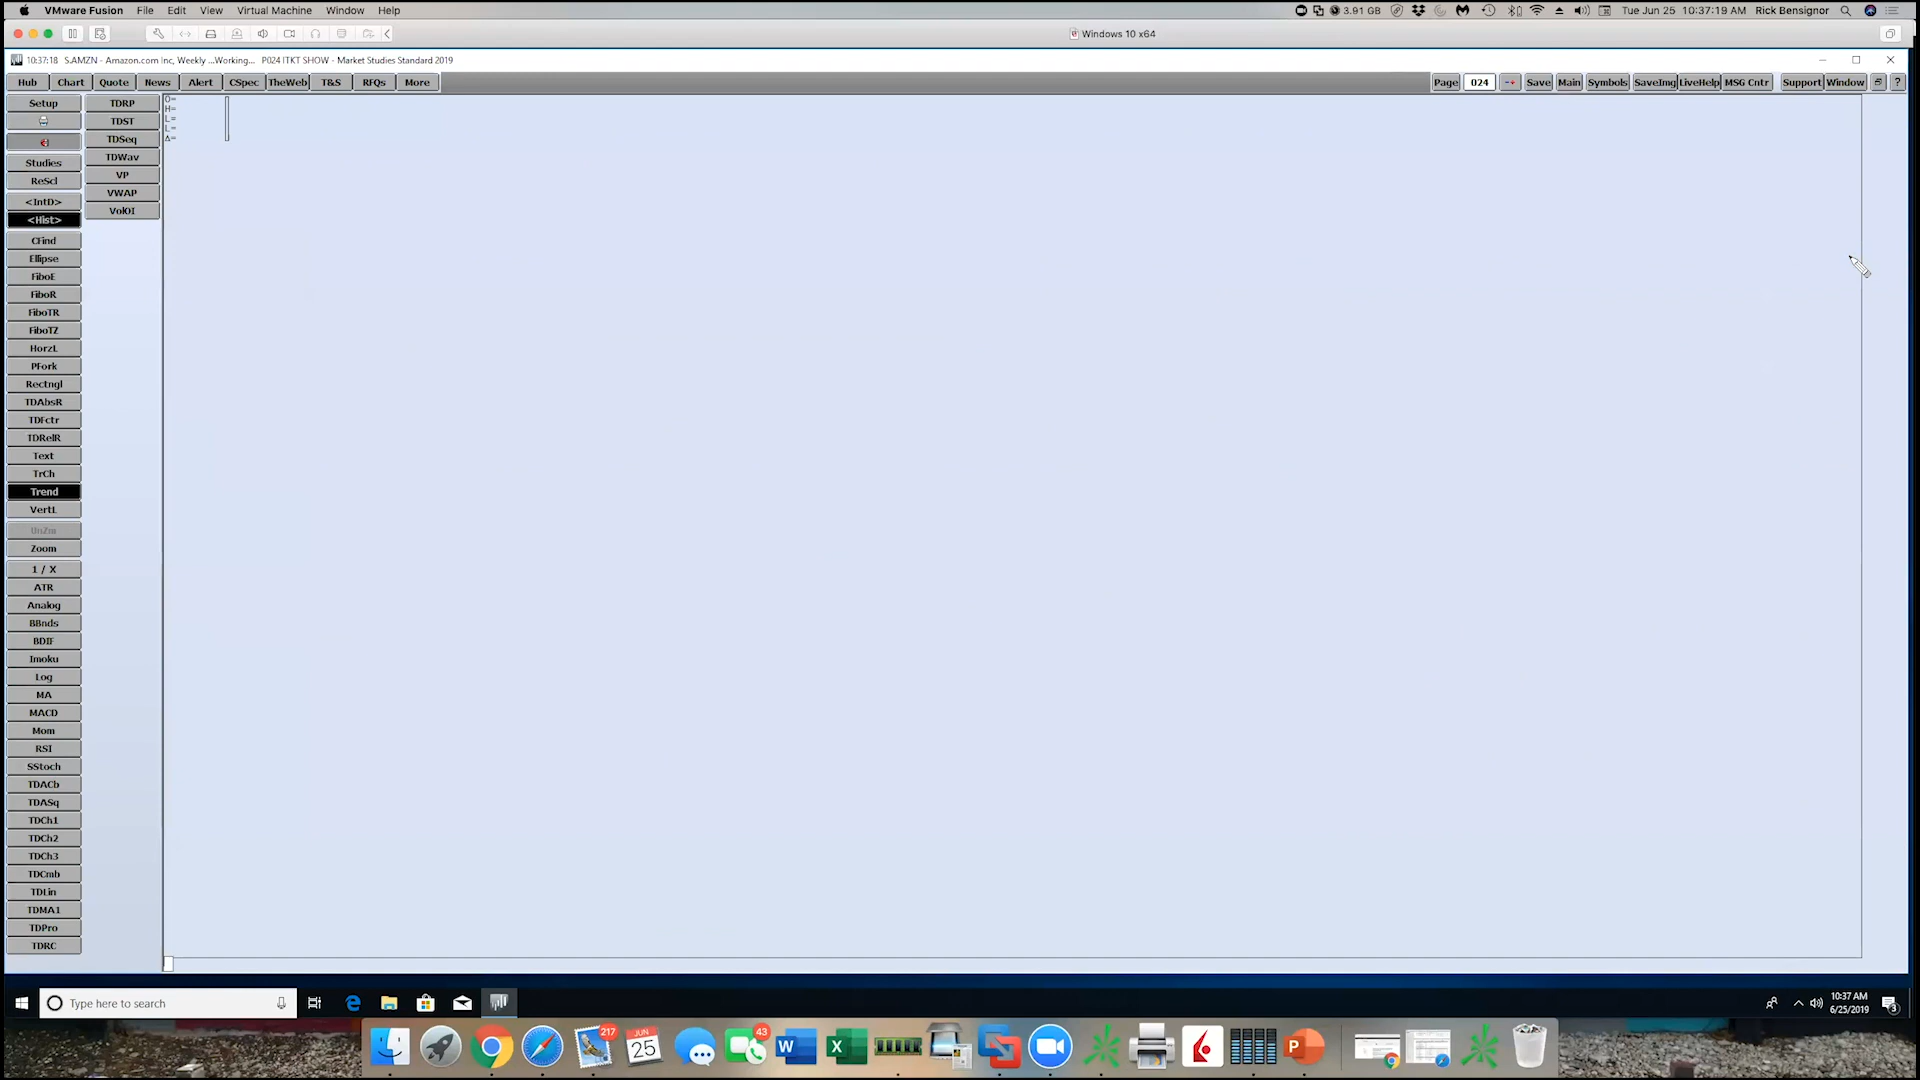 VMware Fusion File Edit View Virtual Machine Window Help 3.91 GB Tue Jun 25 10:37:19 AM Rick Bensignor
Windows 10 x64
10:37:18 S.AMZN - Amazon.com Inc, Weekly ...Working... P024 ITKT SHOW - Market Studies Standard 2019
Hub Chart Quote News Alert CSpec TheWeb T&S RFQs More Page 024 -+ Save Main Symbols SaveImg LiveHelp MSG Cntr Support Window ?
Setup TDRP O=
H=
TDST L=
L=
TDSeq Δ=
TDWav
Studies
VP
ReScl
VWAP
<IntD>
VolOI
<Hist>
CFind
Ellipse
FiboE
FiboR
FiboTR
FiboTZ
HorzL
PFork
Rectngl
TDAbsR
TDFctr
TDRelR
Text
TrCh
Trend
VertL
UnZm
Zoom
1 / X
ATR
Analog
BBnds
BDIF
Imoku
Log
MA
MACD
Mom
RSI
SStoch
TDACb
TDASq
TDCh1
TDCh2
TDCh3
TDCmb
TDLin
TDMA1
TDPro
TDRC
Type here to search 10:37 AM
6/25/2019 3
217 JUN 25 43 W X P